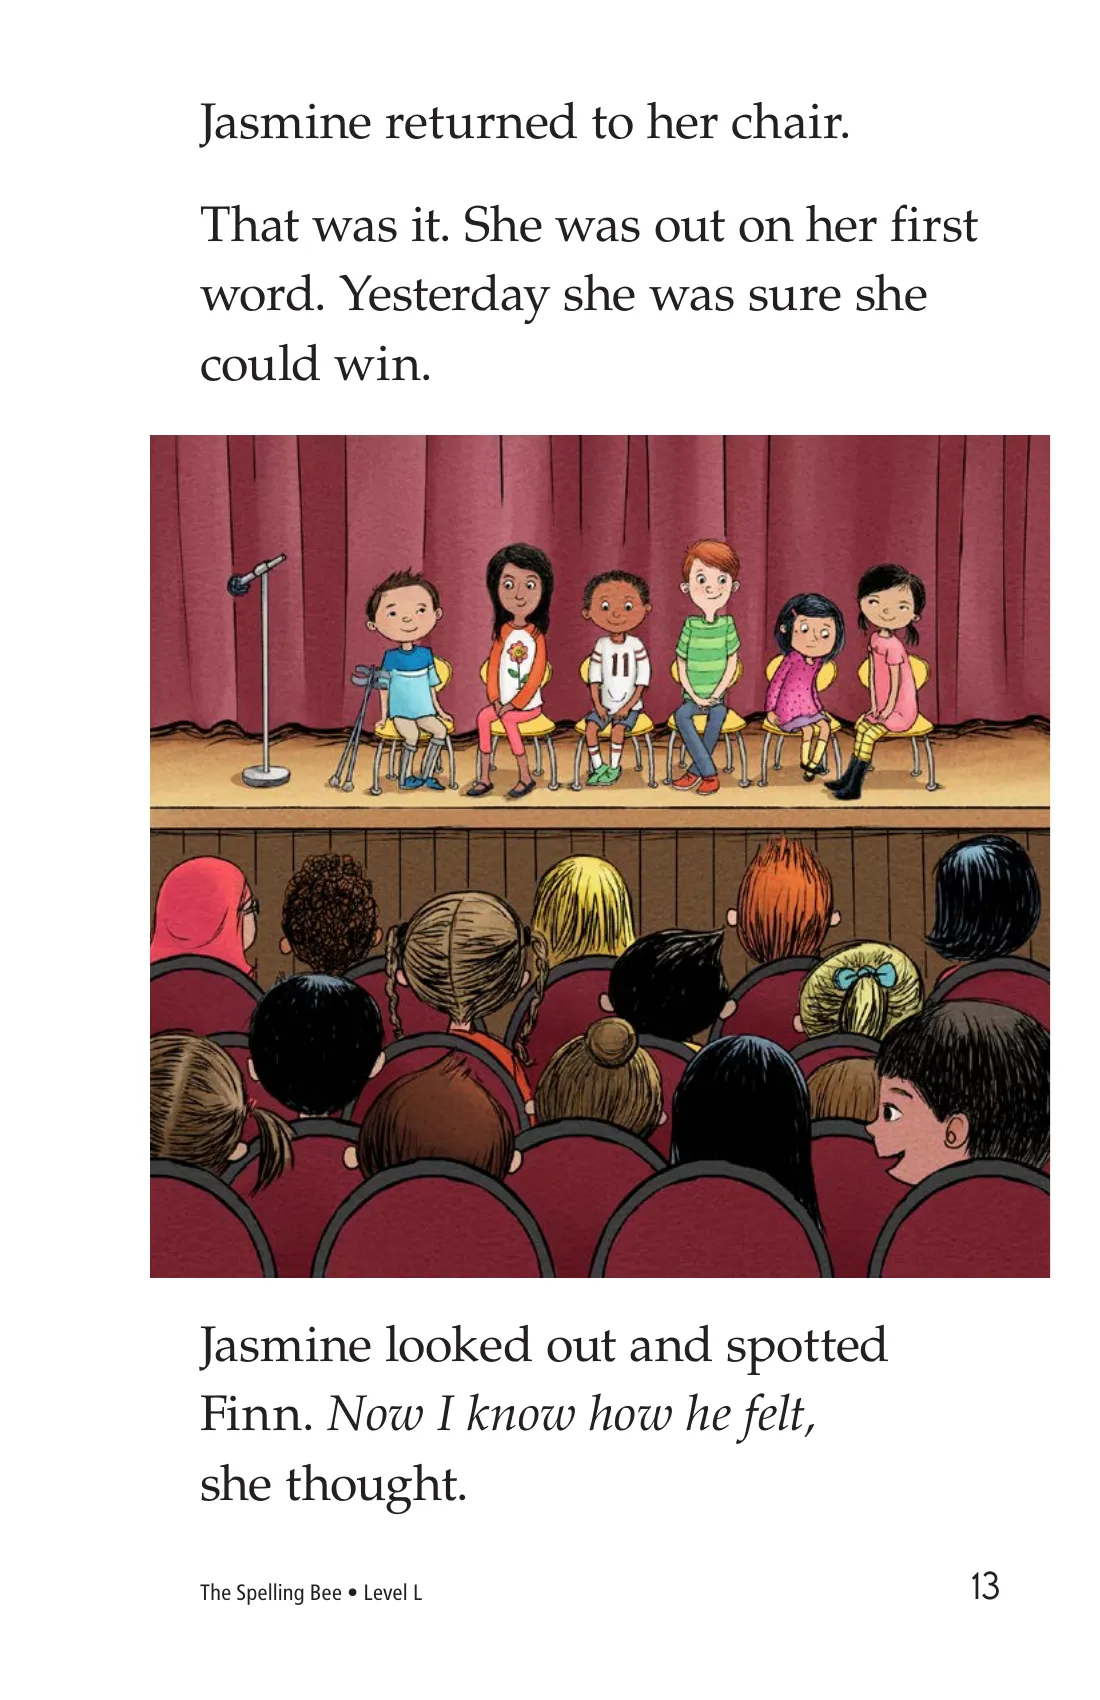 Jasmine returned to her chair.
That was it. She was out on her first
word. Yesterday she was sure she
could win.
11
Jasmine looked out and spotted
Finn. Now I know how he felt,
she thought.
The Spelling Bee • Level L
13